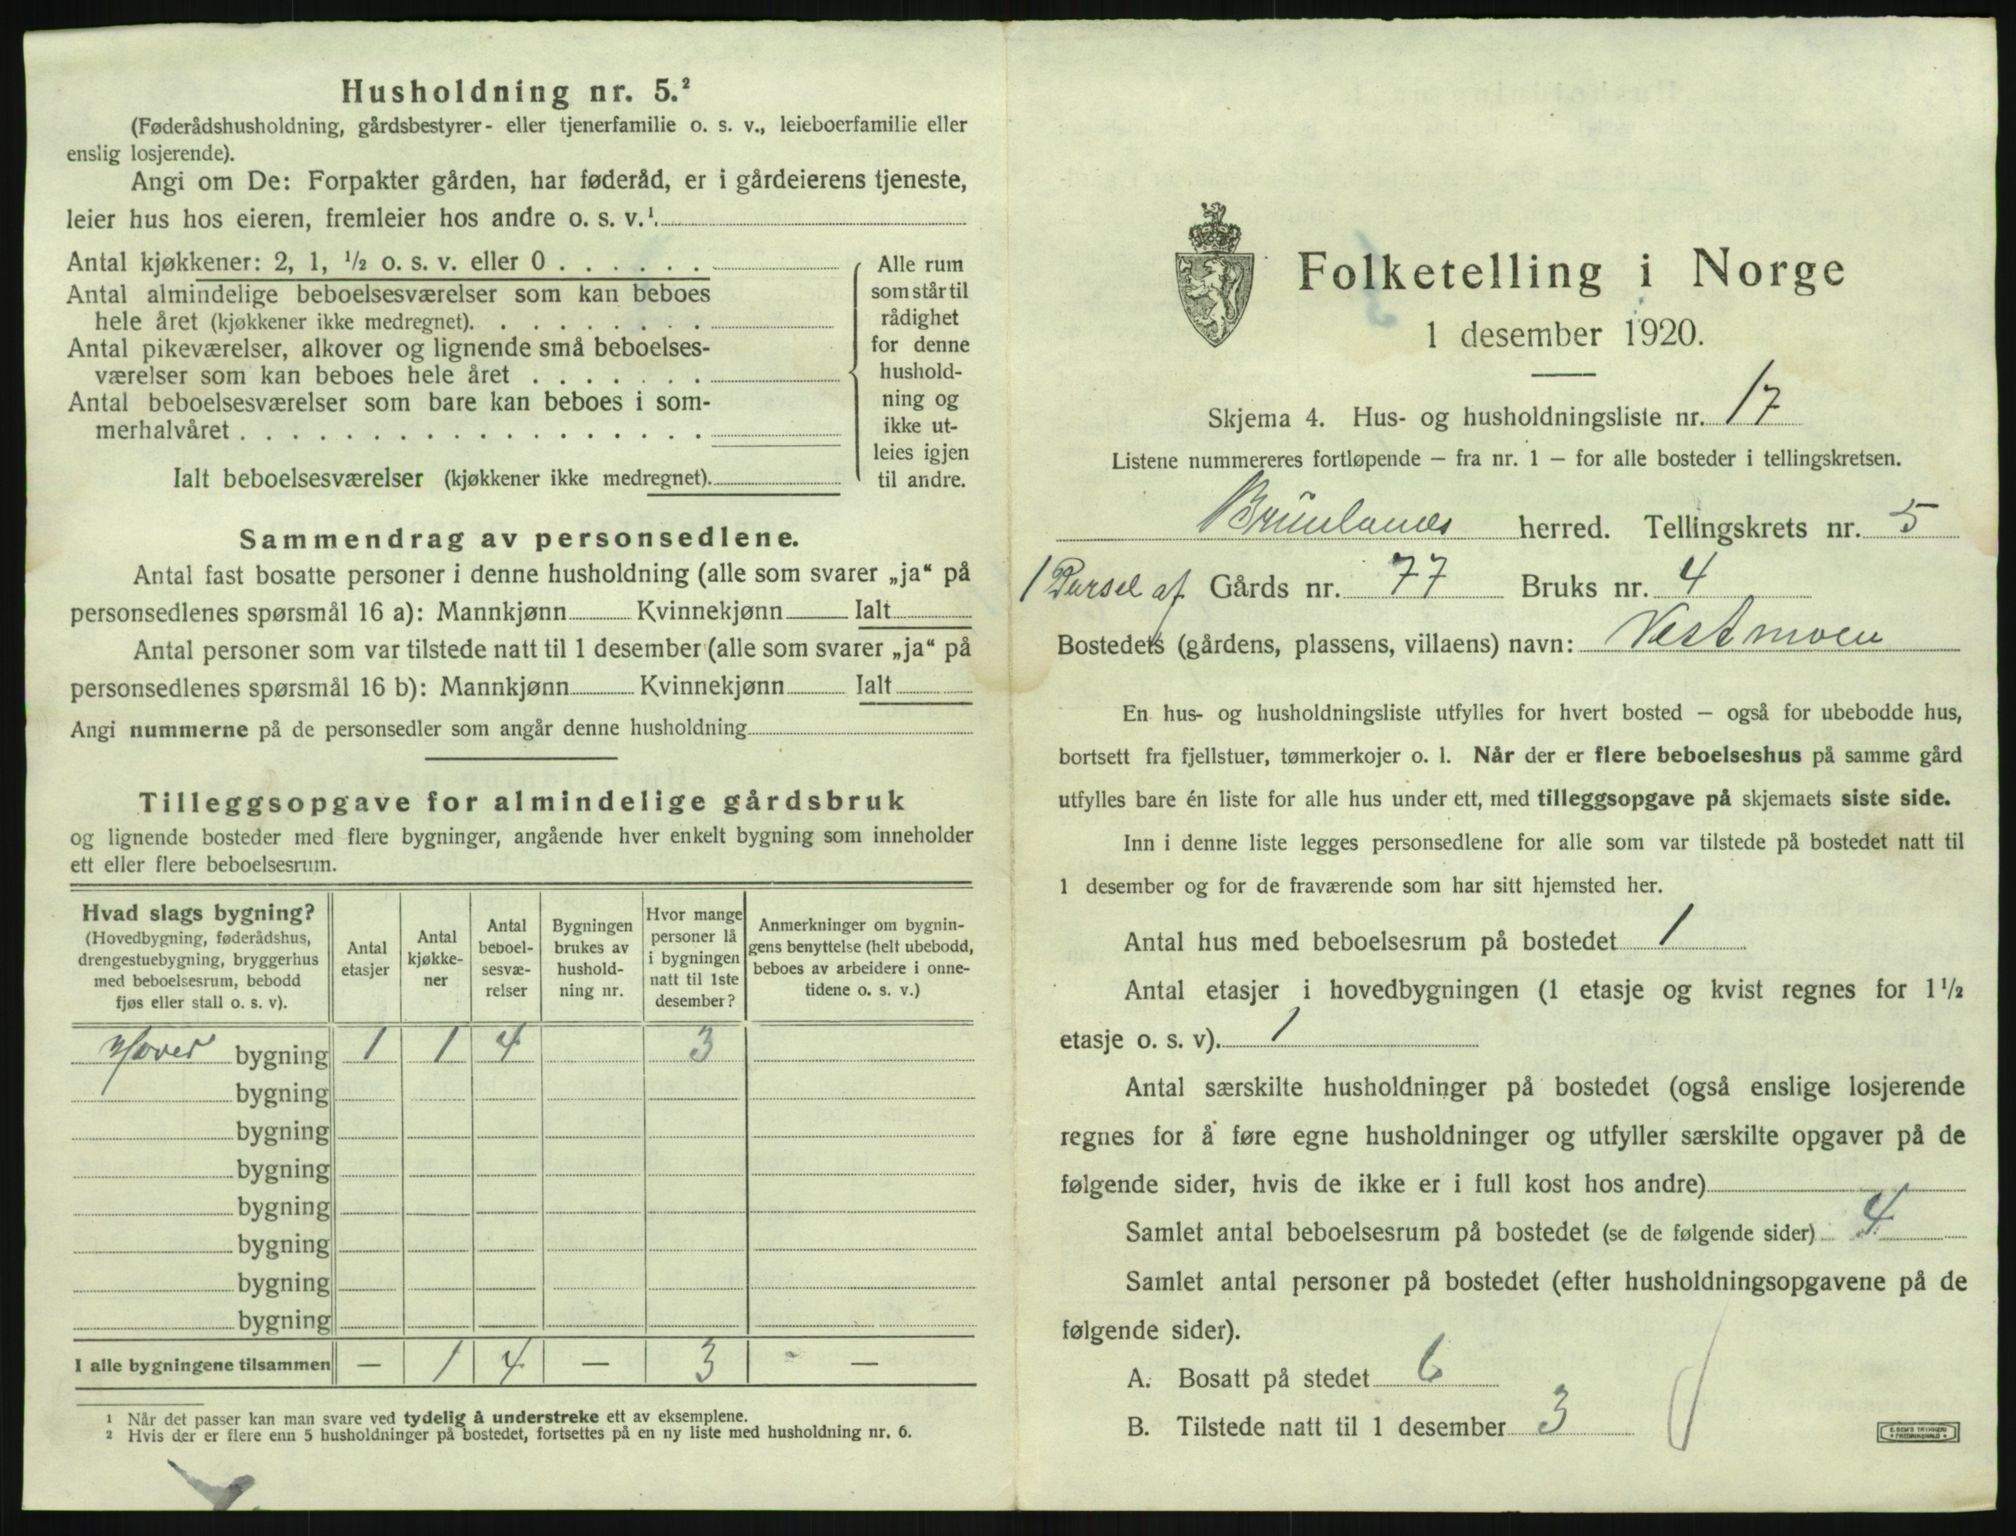 Husholdning nr. 5.²
(Føderådshusholdning, gårdsbestyrer- eller tjenerfamilie o. s. v., leieboerfamilie eller
enslig losjerende).
Angi om De: Forpakter gården, har føderåd, er i gårdeierens tjeneste,
leier hus hos eieren, fremleier hos andre o. s. v.¹.
Antal kjøkkener: 2, 1, ½ o. s. v. eller 0 . . . . . .
Antal almindelige beboelsesværelser som kan beboes
hele året (kjøkkener ikke medregnet). . . . . . . . .
Antal pikeværelser, alkover og lignende små beboelses-
værelser som kan beboes hele året . . . . . . .
Antal beboelsesværelser som bare kan beboes i som-
merhalvåret . . . . . . . . . . . . . . . . . .
Ialt beboelsesværelser (kjøkkener ikke medregnet).
Alle rum
som står til
rådighet
for denne
hushold-
ning og
ikke ut-
leies igjen
til andre.
Sammendrag av personsedlene.
Antal fast bosatte personer i denne husholdning (alle som svarer „ja“ på
personsedlenes spørsmål 16 a): Mannkjønn Kvinnekjønn Ialt
Antal personer som var tilstede natt til 1 desember (alle som svarer „ja“ på
personsedlenes spørsmål 16 b): Mannkjønn Kvinnekjønn Ialt
Angi nummerne på de personsedler som angår denne husholdning
Tilleggsopgave for almindelige gårdsbruk
og lignende bosteder med flere bygninger, angående hver enkelt bygning som inneholder
ett eller flere beboelsesrum.
Hvad slags bygning?
(Hovedbygning, føderådshus,
drengestuebygning, bryggerhus
med beboelsesrum, bebodd
fjøs eller stall o. s. v).
Antal
etasjer
Antal
kjøkke-
ner
Antal
beboel-
sesvæ-
relser
Bygningen
brukes av
hushold-
ning nr.
Hvor mange
personer lå
i bygningen
natt til 1ste
desember?
Anmerkninger om bygnin-
gens benyttelse (helt ubebodd,
beboes av arbeidere i onne-
tidene o. s. v.)
Hoved bygning 1 1 4 3
bygning
bygning
bygning
bygning
bygning
bygning
bygning
I alle bygningene tilsammen — 1 4 — 3 —
¹ Når det passer kan man svare ved tydelig å understreke ett av eksemplene.
² Hvis der er flere enn 5 husholdninger på bostedet, fortsettes på en ny liste med husholdning nr. 6.
Folketelling i Norge
1 desember 1920.
Skjema 4. Hus- og husholdningsliste nr. 17
Listene nummereres fortløpende — fra nr. 1 — for alle bosteder i tellingskretsen.
Brunlanes herred. Tellingskrets nr. 5
1 Parsel af Gårds nr. 77 Bruks nr. 4
Bostedets (gårdens, plassens, villaens) navn: Vestmoen
En hus- og husholdningsliste utfylles for hvert bosted — også for ubebodde hus,
bortsett fra fjellstuer, tømmerkojer o. l. Når der er flere beboelseshus på samme gård
utfylles bare én liste for alle hus under ett, med tilleggsopgave på skjemaets siste side.
Inn i denne liste legges personsedlene for alle som var tilstede på bostedet natt til
1 desember og for de fraværende som har sitt hjemsted her.
Antal hus med beboelsesrum på bostedet 1
Antal etasjer i hovedbygningen (1 etasje og kvist regnes for 1½
etasje o. s. v). 1
Antal særskilte husholdninger på bostedet (også enslige losjerende
regnes for å føre egne husholdninger og utfyller særskilte opgaver på de
følgende sider, hvis de ikke er i full kost hos andre)
Samlet antal beboelsesrum på bostedet (se de følgende sider) 4
Samlet antal personer på bostedet (efter husholdningsopgavene på de
følgende sider).
A. Bosatt på stedet 6
B. Tilstede natt til 1 desember 3
E. SEM'S TRYKKERI
FREDRIKSHALD